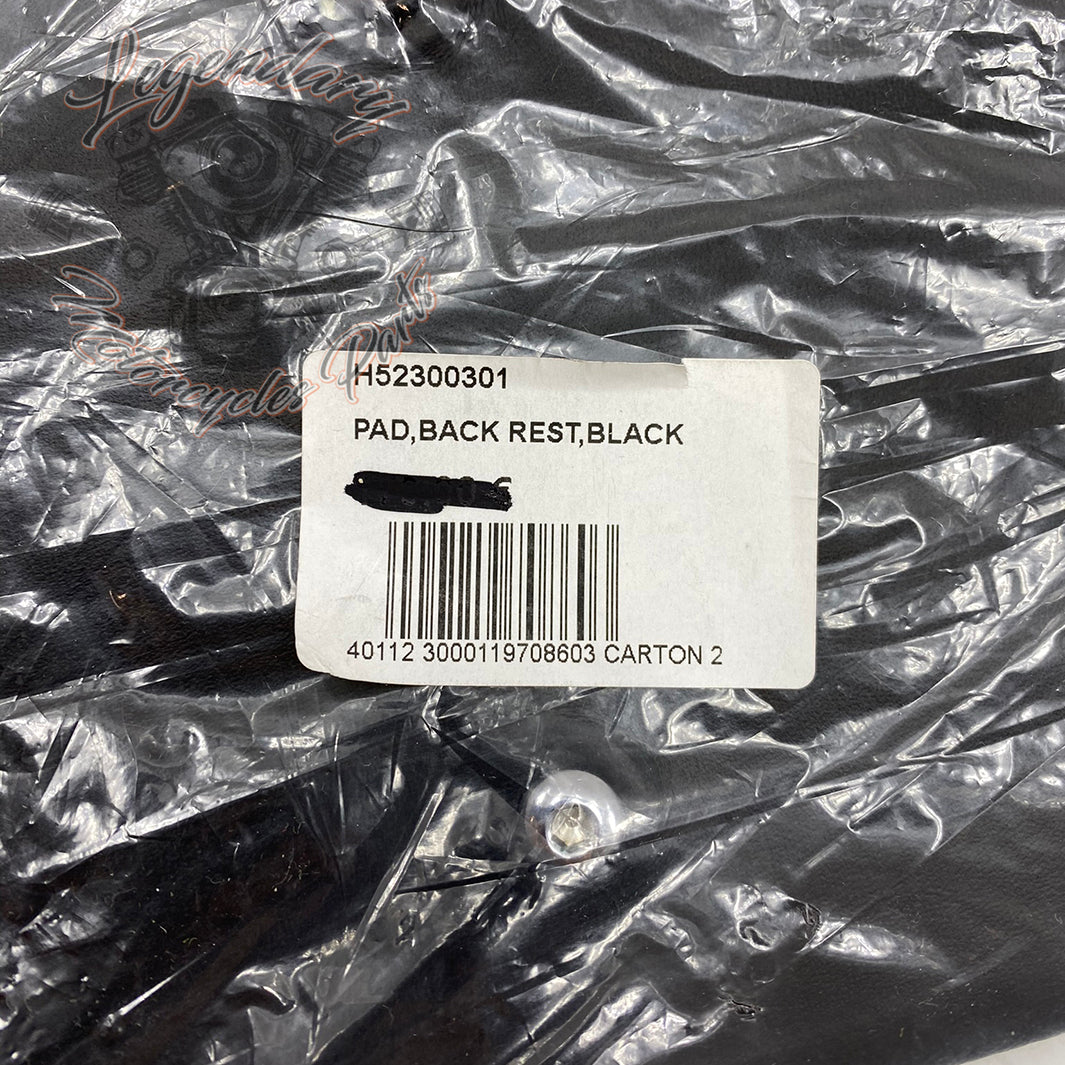 Legendary
Motorcycles Parts
H52300301
PAD,BACK REST,BLACK
40112 3000119708603 CARTON 2